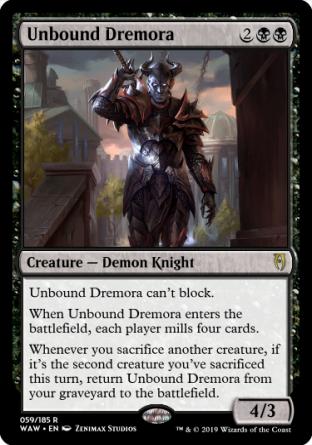 Unbound Dremora 2
Creature — Demon Knight
Unbound Dremora can't block.
When Unbound Dremora enters the
battlefield, each player mills four cards.
Whenever you sacrifice another creature, if
it's the second creature you've sacrificed
this turn, return Unbound Dremora from
your graveyard to the battlefield.
4/3
059/185 R
WAW • EN Zenimax Studios
™ & © 2019 Wizards of the Coast